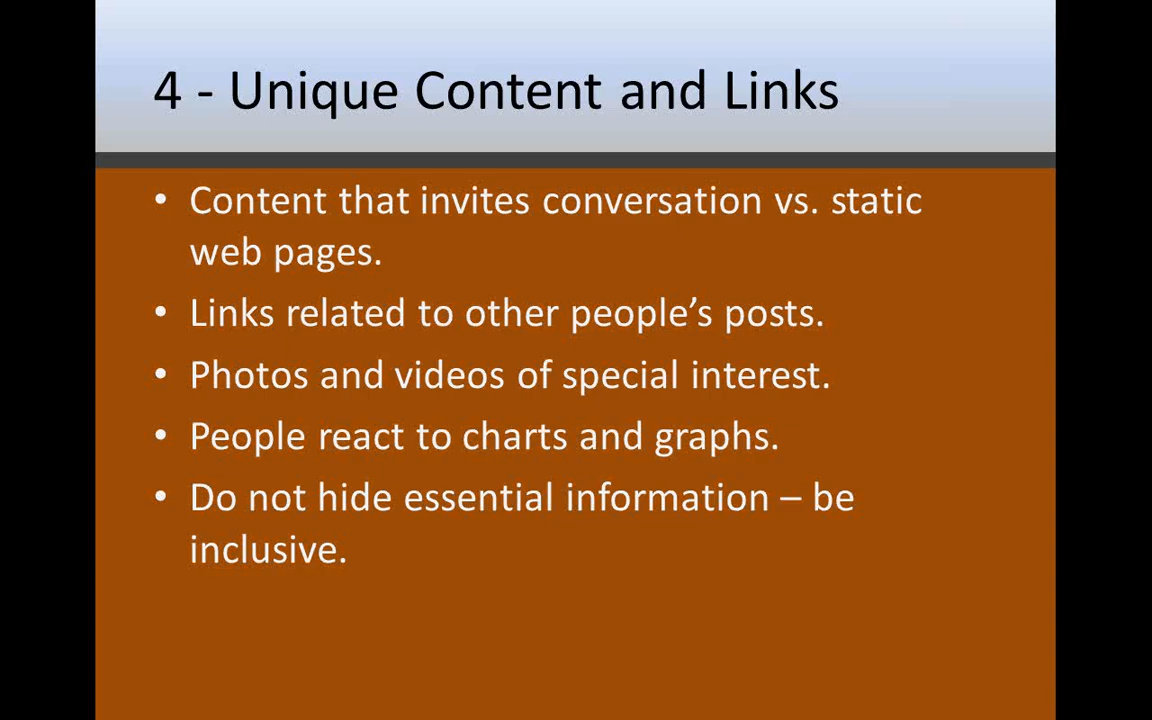 4 - Unique Content and Links
• Content that invites conversation vs. static
web pages.
• Links related to other people’s posts.
• Photos and videos of special interest.
• People react to charts and graphs.
• Do not hide essential information – be
inclusive.